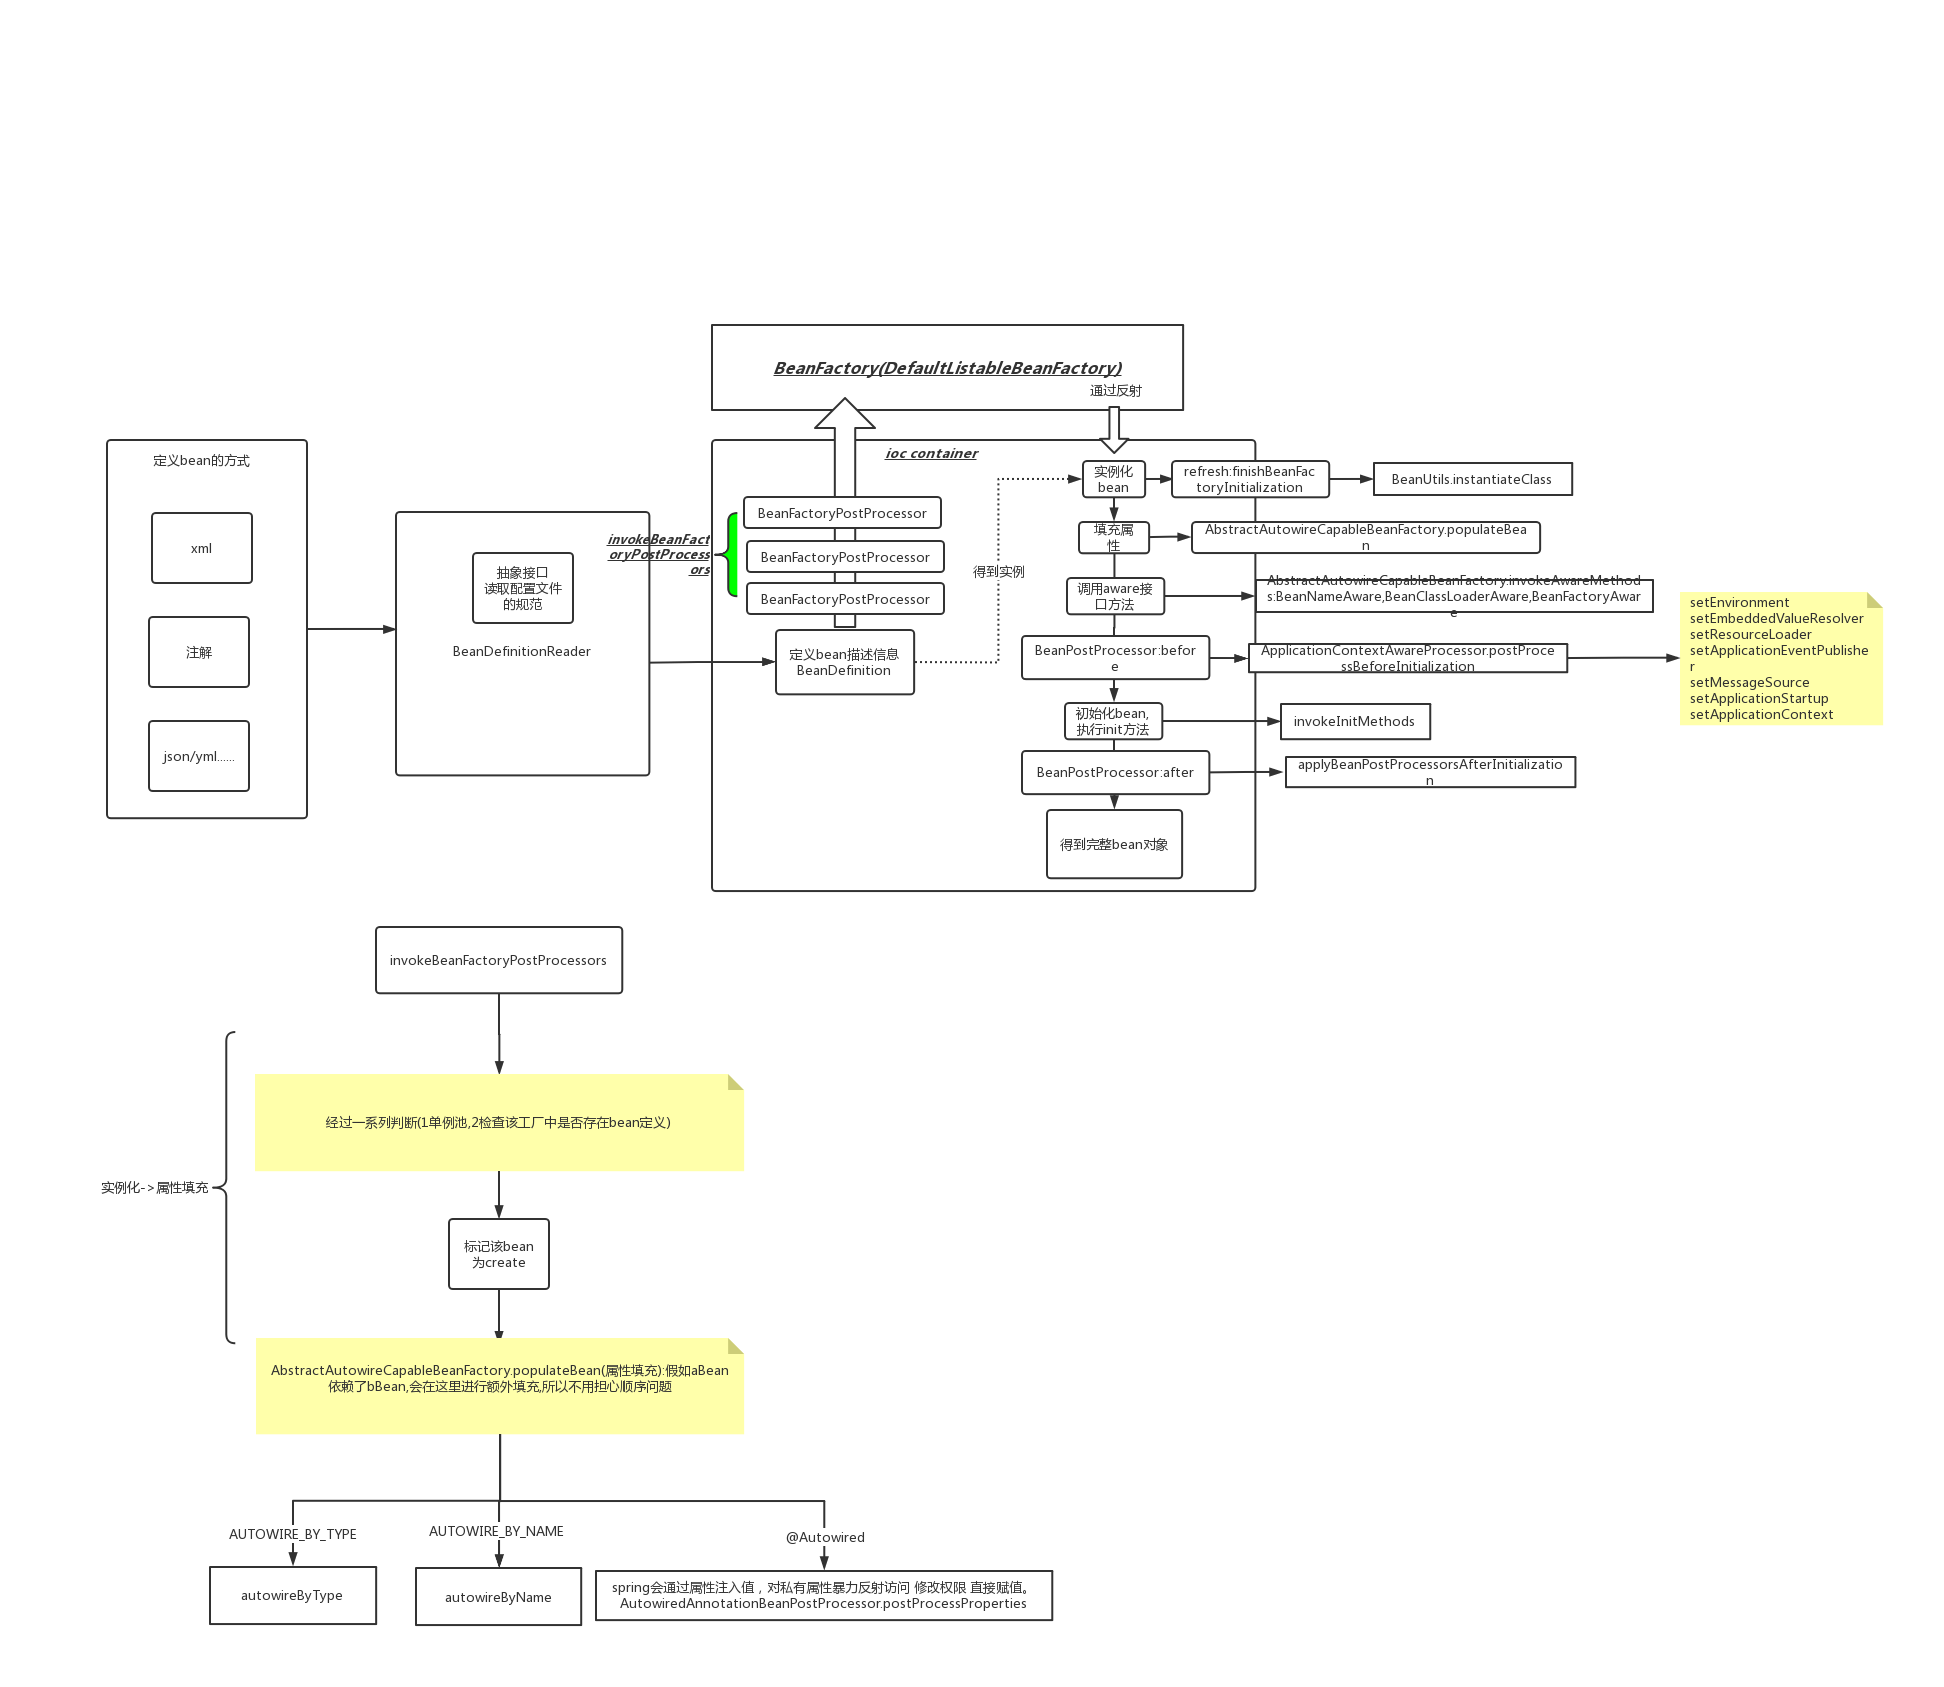 BeanFactory(DefaultListableBeanFactory)
通过反射
定义bean的方式
xml
注解
json/yml......
抽象接口
读取配置文件
的规范
BeanDefinitionReader
invokeBeanFact
oryPostProcess
ors
ioc container
BeanFactoryPostProcessor
BeanFactoryPostProcessor
BeanFactoryPostProcessor
定义bean描述信息
BeanDefinition
得到实例
实例化
bean
refresh:finishBeanFac
toryInitialization
BeanUtils.instantiateClass
填充属
性
AbstractAutowireCapableBeanFactory.populateBea
n
调用aware接
口方法
AbstractAutowireCapableBeanFactory.invokeAwareMethod
s:BeanNameAware,BeanClassLoaderAware,BeanFactoryAwar
e
BeanPostProcessor:befor
e
ApplicationContextAwareProcessor.postProce
ssBeforeInitialization
setEnvironment
setEmbeddedValueResolver
setResourceLoader
setApplicationEventPublishe
r
setMessageSource
setApplicationStartup
setApplicationContext
初始化bean,
执行init方法
invokeInitMethods
BeanPostProcessor:after
applyBeanPostProcessorsAfterInitializatio
n
得到完整bean对象
invokeBeanFactoryPostProcessors
经过一系列判断(1单例池,2检查该工厂中是否存在bean定义)
实例化->属性填充
标记该bean
为create
AbstractAutowireCapableBeanFactory.populateBean(属性填充):假如aBean
依赖了bBean,会在这里进行额外填充,所以不用担心顺序问题
AUTOWIRE_BY_TYPE
AUTOWIRE_BY_NAME
@Autowired
autowireByType
autowireByName
spring会通过属性注入值，对私有属性暴力反射访问 修改权限 直接赋值。
AutowiredAnnotationBeanPostProcessor.postProcessProperties